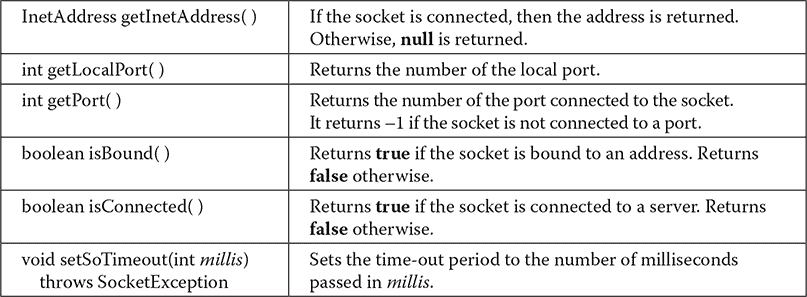 InetAddress getInetAddress( )
If the socket is connected, then the address is returned.
Otherwise, null is returned.
int getLocalPort( )
Returns the number of the local port.
int getPort( )
Returns the number of the port connected to the socket.
It returns −1 if the socket is not connected to a port.
boolean isBound( )
Returns true if the socket is bound to an address. Returns
false otherwise.
boolean isConnected( )
Returns true if the socket is connected to a server. Returns
false otherwise.
void setSoTimeout(int millis)
throws SocketException
Sets the time-out period to the number of milliseconds
passed in millis.